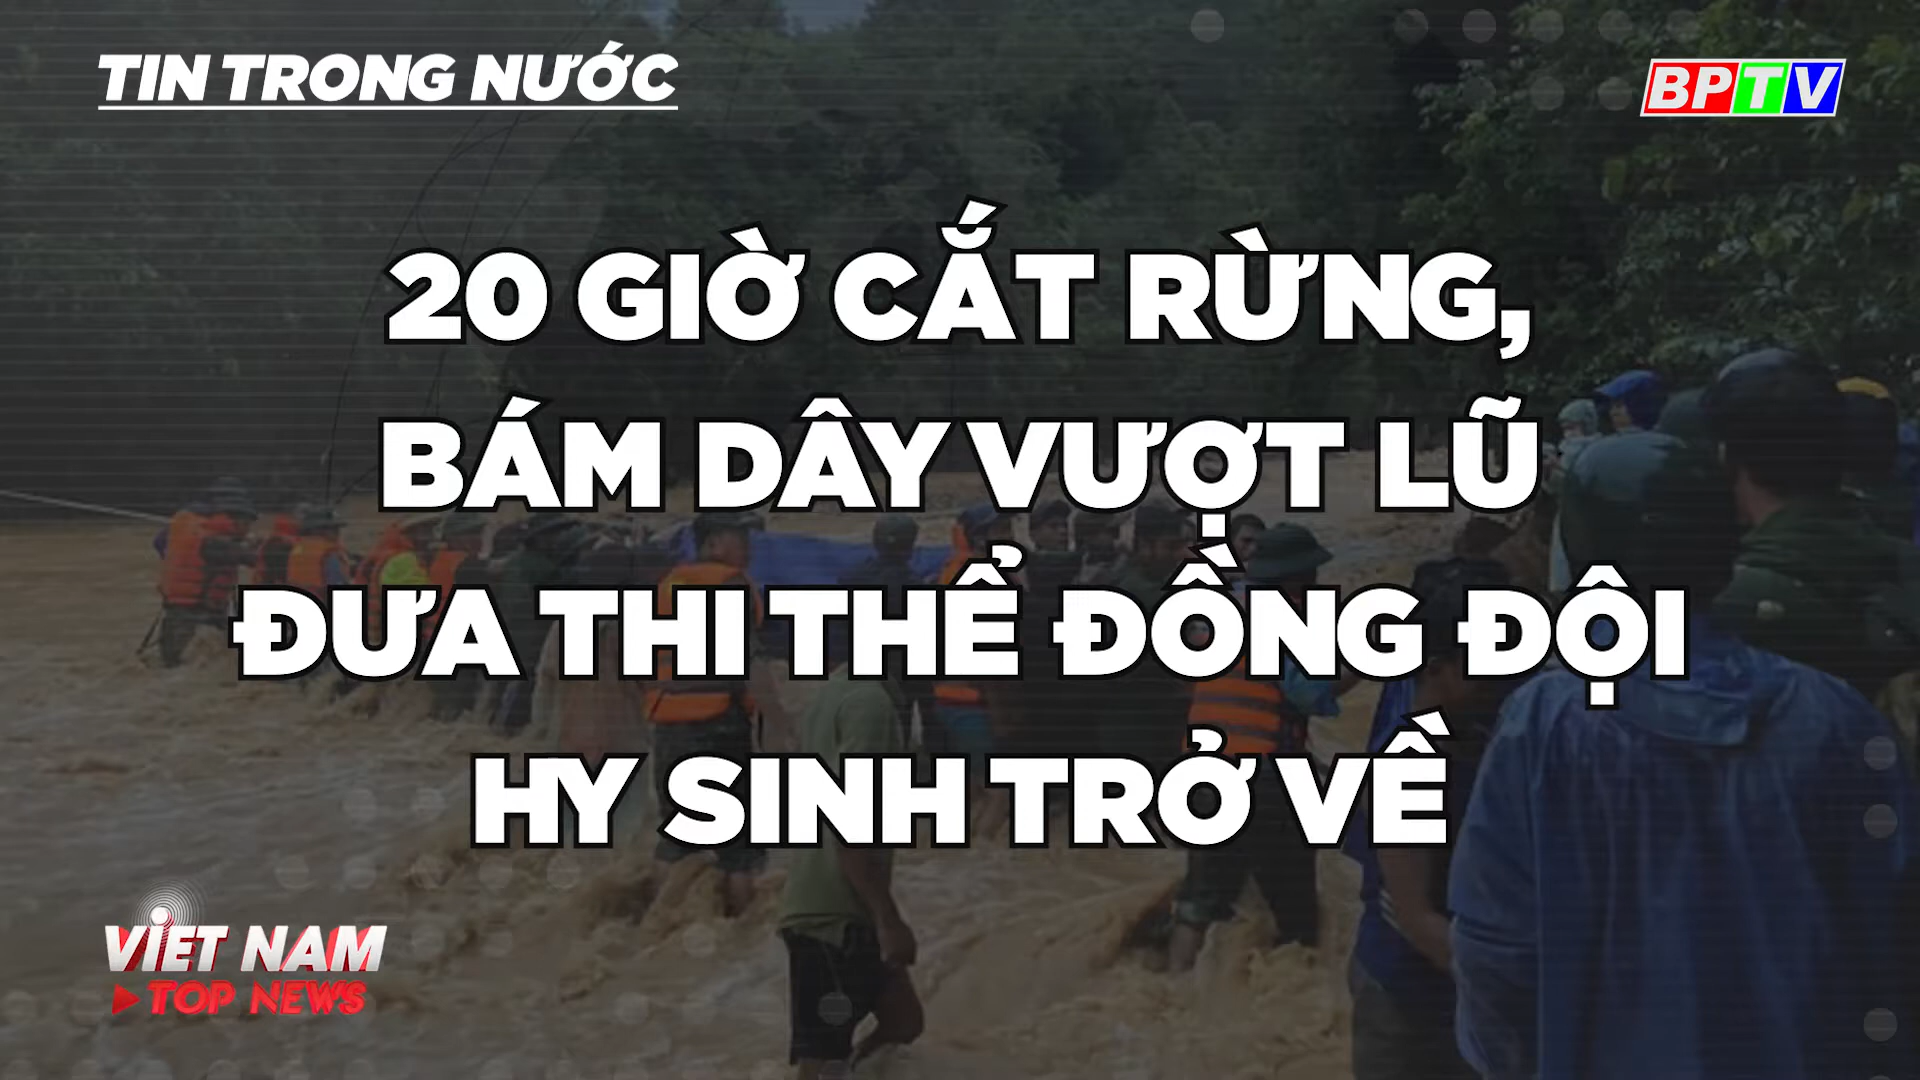 TIN TRONG NƯỚC
BPTV
20 GIỜ CẮT RỪNG,
BÁM DÂY VƯỢT LŨ
ĐƯA THI THỂ ĐỒNG ĐỘI
HY SINH TRỞ VỀ
VIET NAM
TOP NEWS